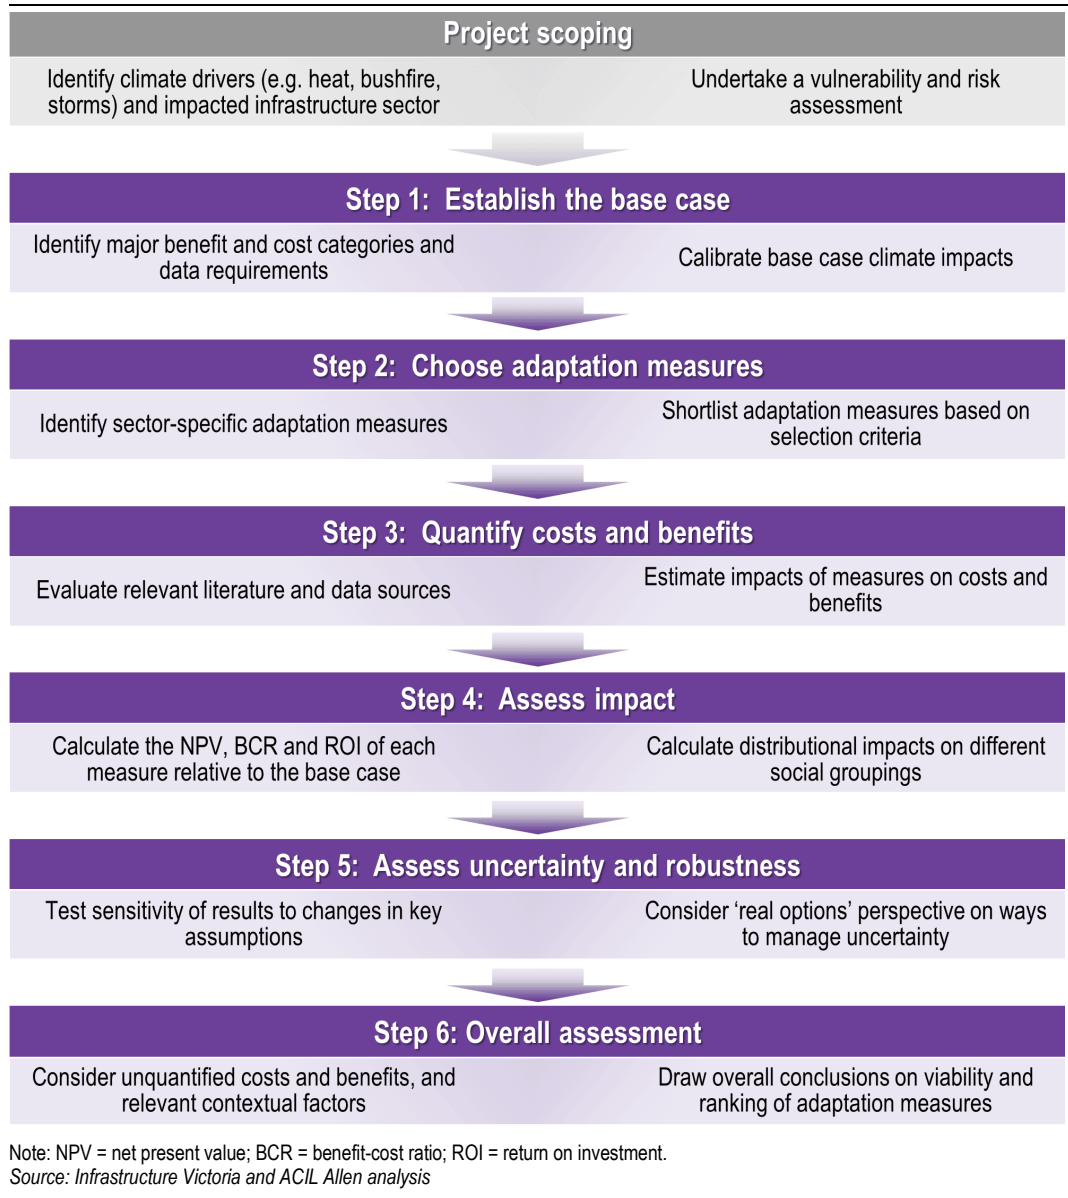 Project scoping
Identify climate drivers (e.g. heat, bushfire,
storms) and impacted infrastructure sector
Undertake a vulnerability and risk
assessment
Step 1:  Establish the base case
Identify major benefit and cost categories and
data requirements
Calibrate base case climate impacts
Step 2:  Choose adaptation measures
Identify sector-specific adaptation measures
Shortlist adaptation measures based on
selection criteria
Step 3:  Quantify costs and benefits
Evaluate relevant literature and data sources
Estimate impacts of measures on costs and
benefits
Step 4:  Assess impact
Calculate the NPV, BCR and ROI of each
measure relative to the base case
Calculate distributional impacts on different
social groupings
Step 5:  Assess uncertainty and robustness
Test sensitivity of results to changes in key
assumptions
Consider ‘real options’ perspective on ways
to manage uncertainty
Step 6: Overall assessment
Consider unquantified costs and benefits, and
relevant contextual factors
Draw overall conclusions on viability and
ranking of adaptation measures
Note: NPV = net present value; BCR = benefit-cost ratio; ROI = return on investment.
Source: Infrastructure Victoria and ACIL Allen analysis